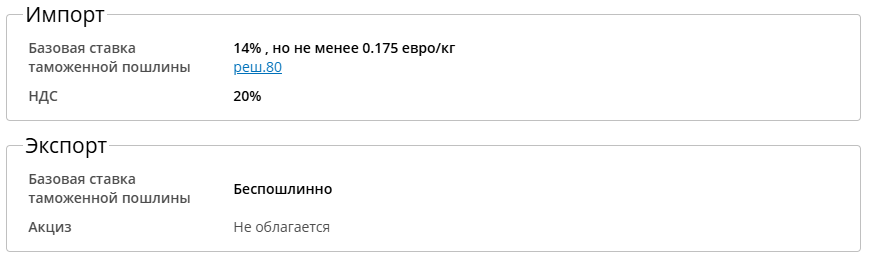 Импорт
Базовая ставка
таможенной пошлины
14% , но не менее 0.175 евро/кг
реш.80
НДС
20%
Экспорт
Базовая ставка
таможенной пошлины
Беспошлинно
Акциз
Не облагается